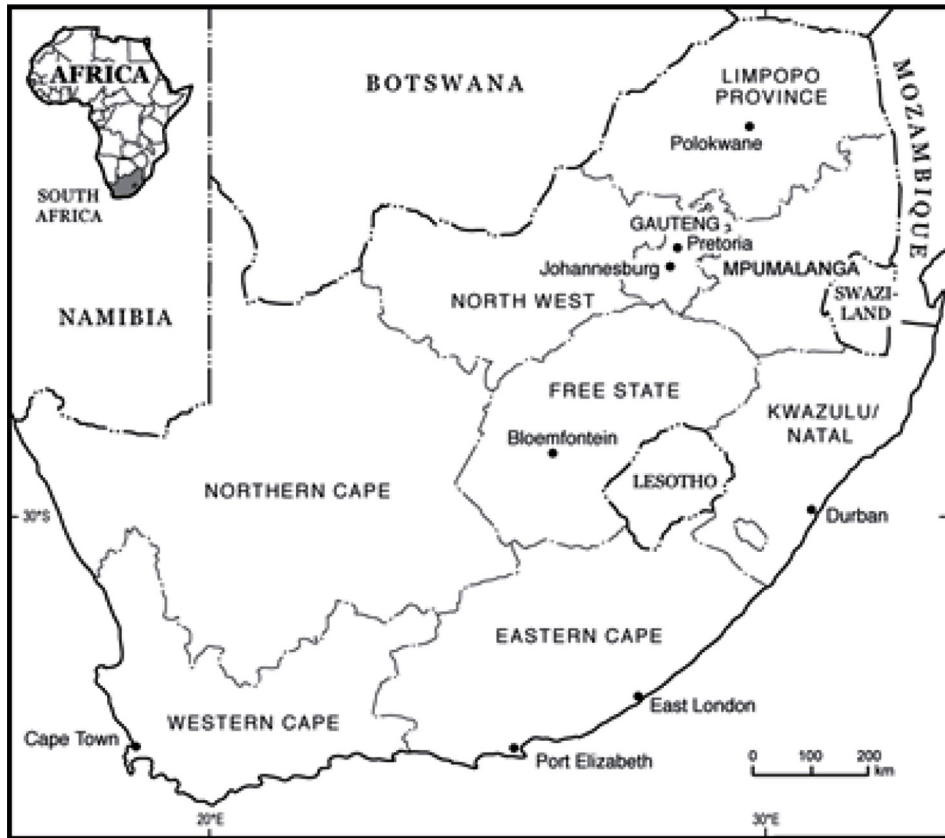 AFRICA
SOUTH
AFRICA
BOTSWANA
LIMPOPO
PROVINCE
Polokwane
MOZAMBIQUE
GAUTENG
Pretoria
Johannesburg
MPUMALANGA
NORTH WEST
SWAZI-
LAND
NAMIBIA
FREE STATE
KWAZULU/
NATAL
Bloemfontein
LESOTHO
NORTHERN CAPE
30°S
Durban
EASTERN CAPE
East London
WESTERN CAPE
Cape Town
Port Elizabeth
0 100 200
km
20°E
30°E